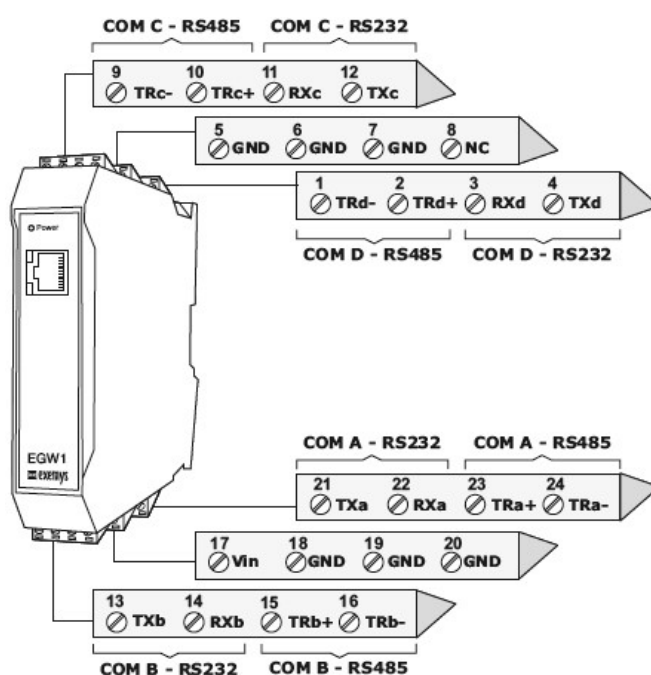 COM C - RS485 COM C - RS232
9 10 11 12
TRc- TRc+ RXc TXc
5 6 7 8
GND GND GND NC
1 2 3 4
TRd- TRd+ RXd TXd
COM D - RS485 COM D - RS232
Power
EGW1
exemys
COM A - RS232 COM A - RS485
21 22 23 24
TXa RXa TRa+ TRa-
17 18 19 20
Vin GND GND GND
13 14 15 16
TXb RXb TRb+ TRb-
COM B - RS232 COM B - RS485